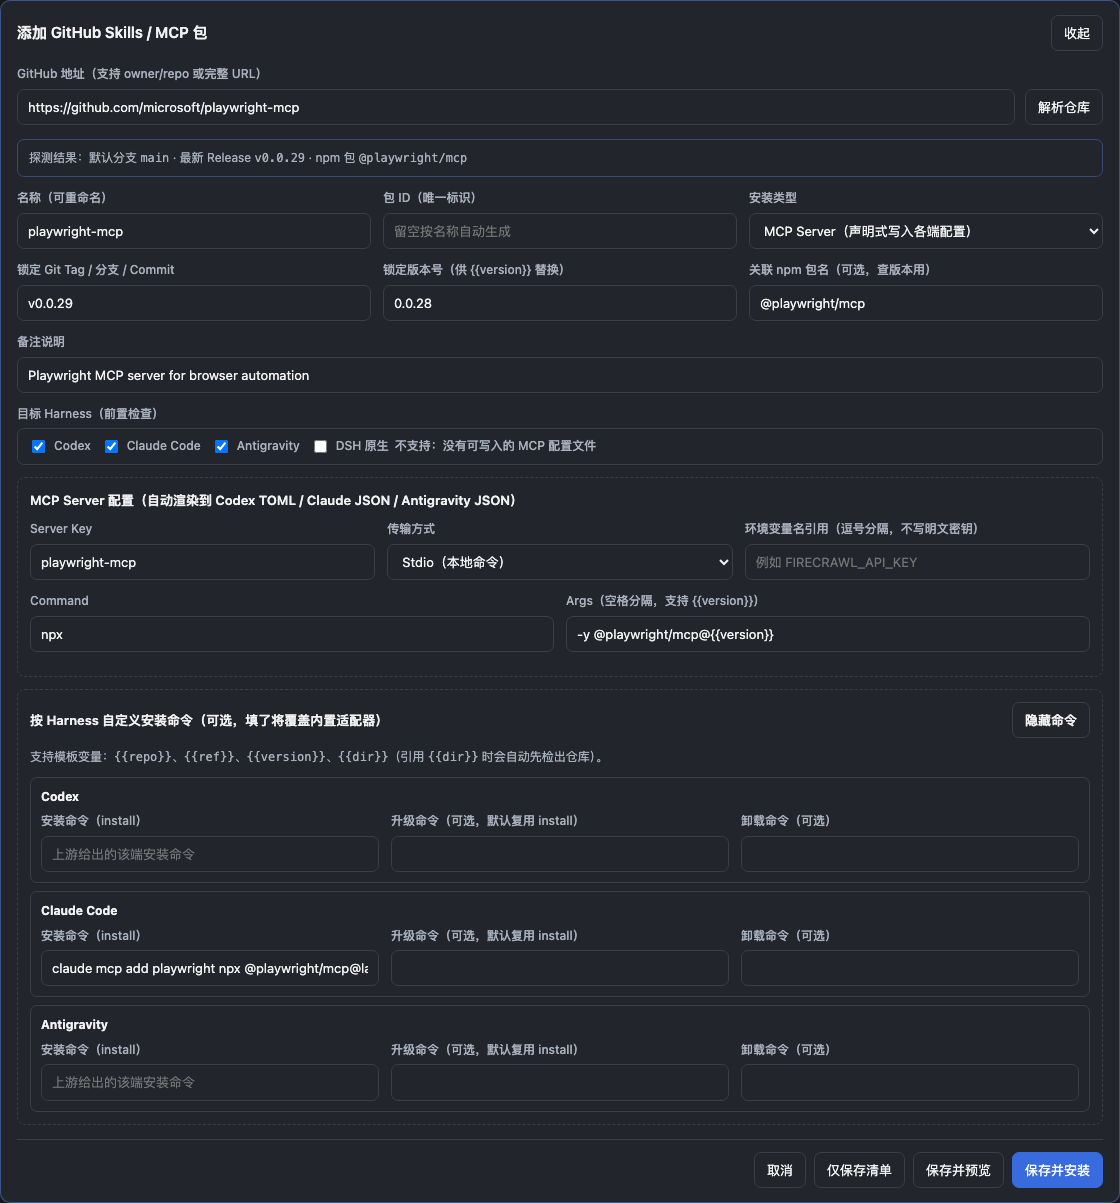 添加 GitHub Skills / MCP 包
收起
GitHub 地址（支持 owner/repo 或完整 URL）
https://github.com/microsoft/playwright-mcp
解析仓库
探测结果：默认分支 main · 最新 Release v0.0.29 · npm 包 @playwright/mcp
名称（可重命名）
包 ID（唯一标识）
安装类型
playwright-mcp
留空按名称自动生成
MCP Server（声明式写入各端配置）
锁定 Git Tag / 分支 / Commit
锁定版本号（供 {{version}} 替换）
关联 npm 包名（可选，查版本用）
v0.0.29
0.0.28
@playwright/mcp
备注说明
Playwright MCP server for browser automation
目标 Harness（前置检查）
Codex
Claude Code
Antigravity
DSH 原生 不支持：没有可写入的 MCP 配置文件
MCP Server 配置（自动渲染到 Codex TOML / Claude JSON / Antigravity JSON）
Server Key
传输方式
环境变量名引用（逗号分隔，不写明文密钥）
playwright-mcp
Stdio（本地命令）
例如 FIRECRAWL_API_KEY
Command
Args（空格分隔，支持 {{version}}）
npx
-y @playwright/mcp@{{version}}
按 Harness 自定义安装命令（可选，填了将覆盖内置适配器）
隐藏命令
支持模板变量：{{repo}}、{{ref}}、{{version}}、{{dir}}（引用 {{dir}} 时会自动先检出仓库）。
Codex
安装命令（install）
升级命令（可选，默认复用 install）
卸载命令（可选）
上游给出的该端安装命令
Claude Code
安装命令（install）
升级命令（可选，默认复用 install）
卸载命令（可选）
claude mcp add playwright npx @playwright/mcp@la
Antigravity
安装命令（install）
升级命令（可选，默认复用 install）
卸载命令（可选）
上游给出的该端安装命令
取消
仅保存清单
保存并预览
保存并安装